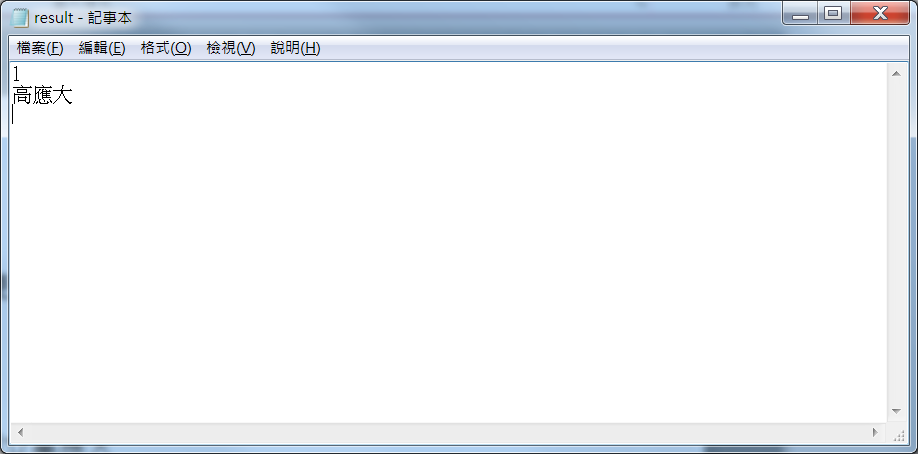 result - 記事本
檔案(F) 編輯(E) 格式(O) 檢視(V) 說明(H)
1
高應大